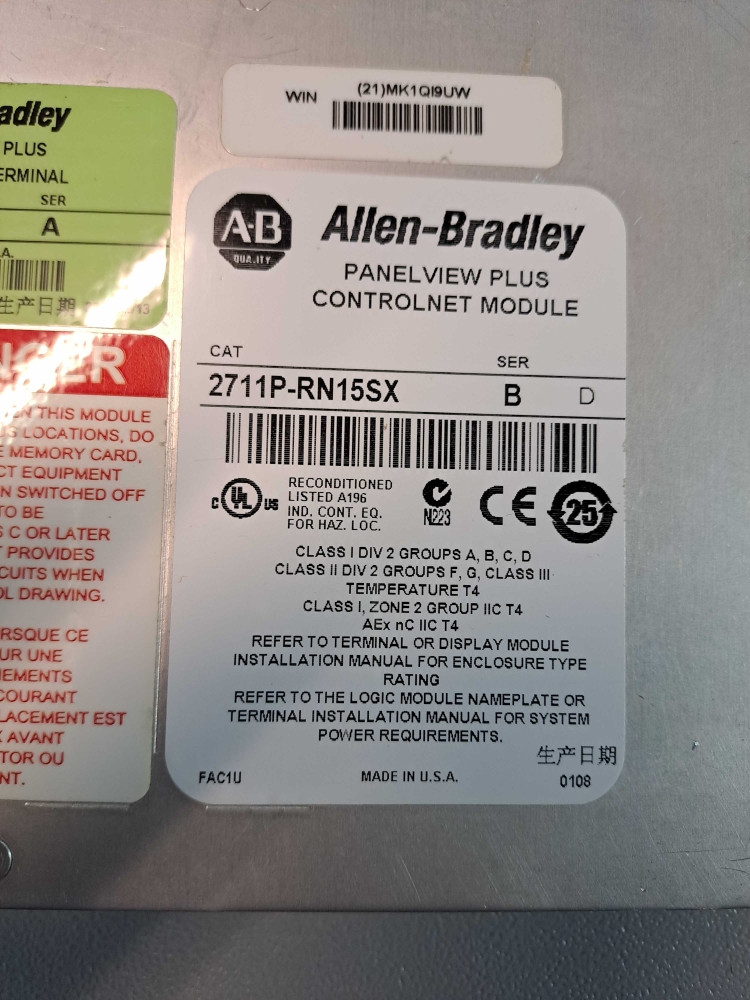 WIN (21)MK1QI9UW
adley
PLUS
ERMINAL
SER
A
A.
生产日期 13
A·B
QUALITY
Allen-Bradley
PANELVIEW PLUS
CONTROLNET MODULE
CAT SER
2711P-RN15SX B D
C UL US
RECONDITIONED
LISTED A196
IND. CONT. EQ.
FOR HAZ. LOC.
N223
CE
25
CLASS I DIV 2 GROUPS A, B, C, D
CLASS II DIV 2 GROUPS F, G, CLASS III
TEMPERATURE T4
CLASS I, ZONE 2 GROUP IIC T4
AEx nC IIC T4
REFER TO TERMINAL OR DISPLAY MODULE
INSTALLATION MANUAL FOR ENCLOSURE TYPE
RATING
REFER TO THE LOGIC MODULE NAMEPLATE OR
TERMINAL INSTALLATION MANUAL FOR SYSTEM
POWER REQUIREMENTS.
生产日期
FAC1U MADE IN U.S.A. 0108
NGER
EN THIS MODULE
S LOCATIONS, DO
E MEMORY CARD,
CT EQUIPMENT
N SWITCHED OFF
TO BE
S C OR LATER
T PROVIDES
CUITS WHEN
OL DRAWING.
RSQUE CE
UR UNE
NEMENTS
COURANT
LACEMENT EST
X AVANT
TOR OU
NT.